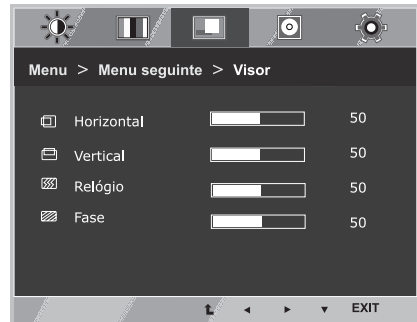 Menu > Menu seguinte > Visor
Horizontal 50
Vertical 50
Relógio 50
Fase 50
EXIT